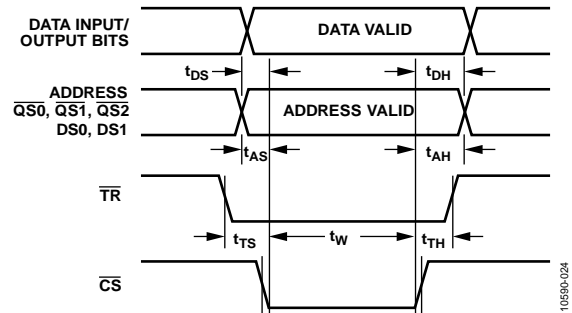 DATA INPUT/
OUTPUT BITS
DATA VALID
tDS
tDH
ADDRESS
QS0, QS1, QS2
DS0, DS1
ADDRESS VALID
tAS
tAH
TR
tTS
tW
tTH
CS
10590-024